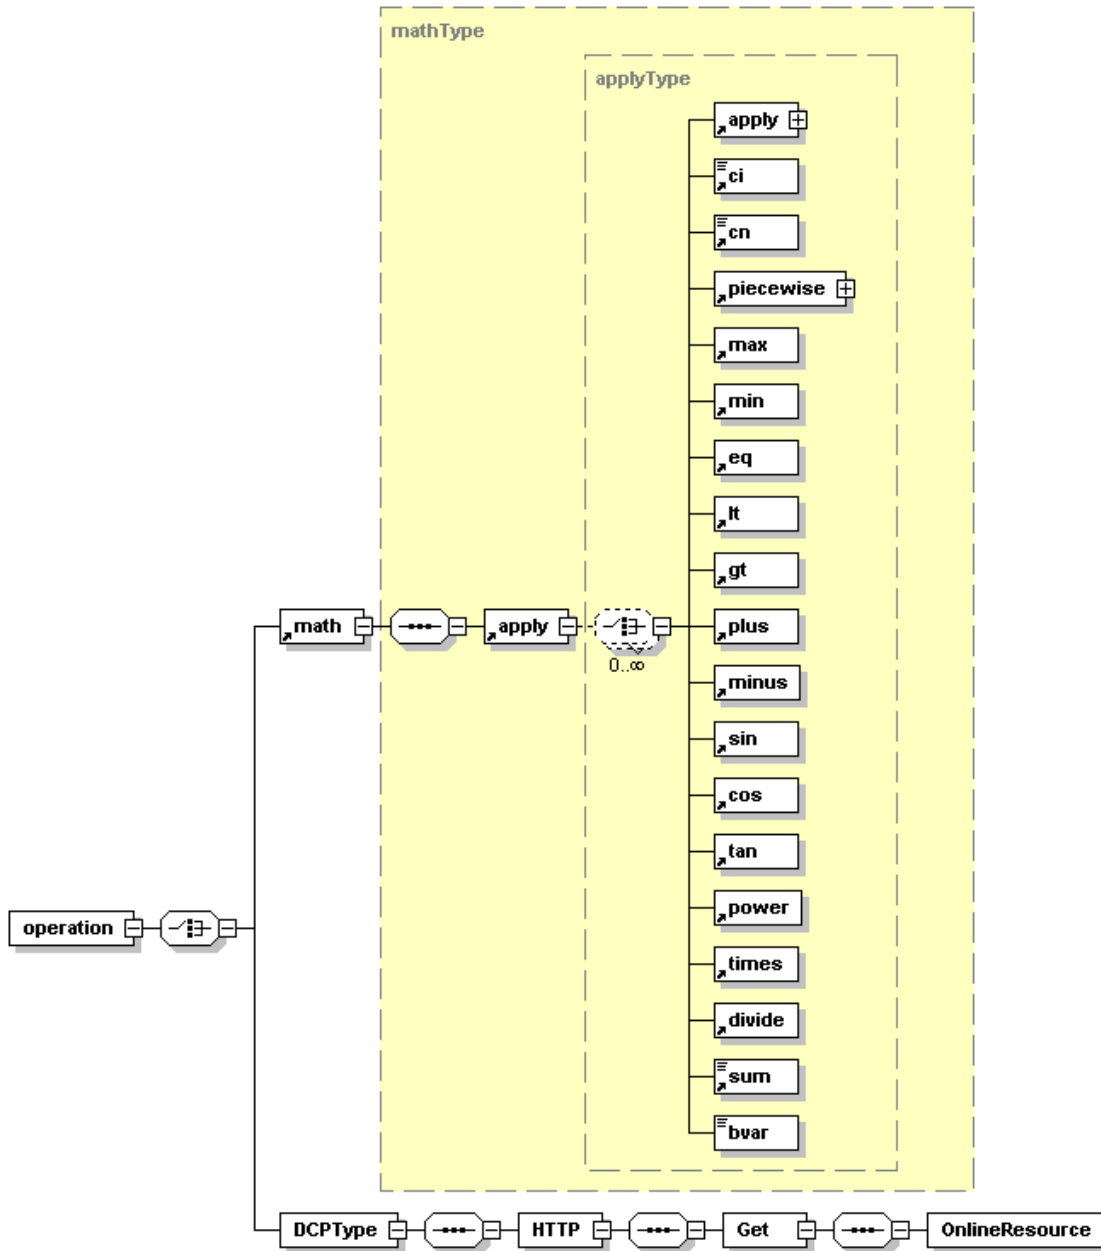 mathType
applyType
apply
ci
cn
piecewise
max
min
eq
lt
gt
math
apply
0..∞
plus
minus
sin
cos
tan
power
operation
times
divide
sum
bvar
DCPType
HTTP
Get
OnlineResource